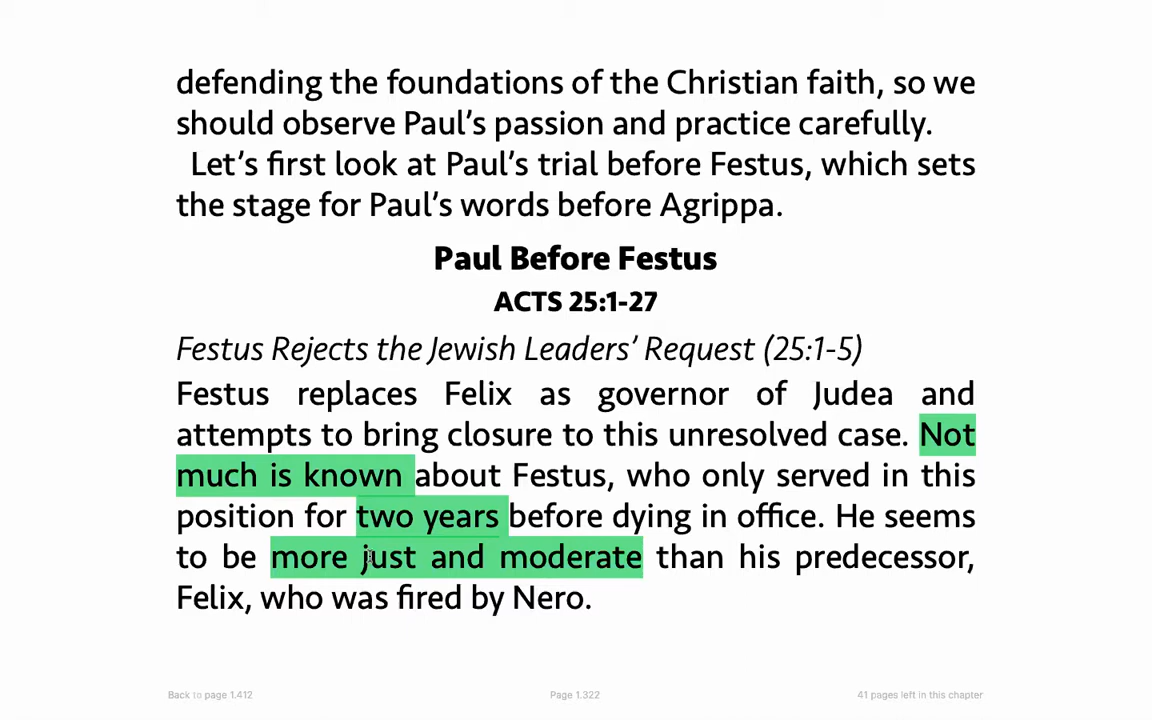 defending the foundations of the Christian faith, so we
should observe Paul’s passion and practice carefully.
Let’s first look at Paul’s trial before Festus, which sets
the stage for Paul’s words before Agrippa.
Paul Before Festus
ACTS 25:1-27
Festus Rejects the Jewish Leaders’ Request (25:1-5)
Festus replaces Felix as governor of Judea and
attempts to bring closure to this unresolved case. Not
much is known about Festus, who only served in this
position for two years before dying in office. He seems
to be more just and moderate than his predecessor,
Felix, who was fired by Nero.
Back to page 1.412
Page 1.322
41 pages left in this chapter